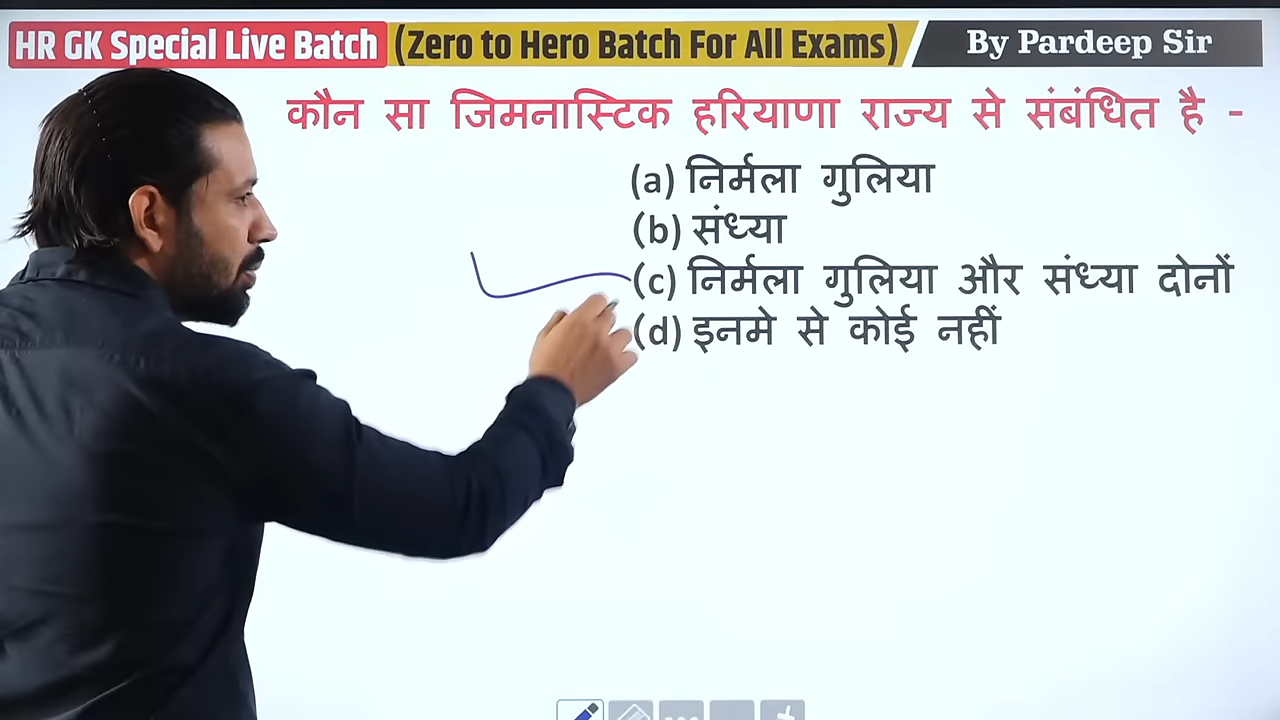 HR GK Special Live Batch (Zero to Hero Batch For All Exams) By Pardeep Sir
कौन सा जिमनास्टिक हरियाणा राज्य से संबंधित है -
(a) निर्मला गुलिया
(b) संध्या
(c) निर्मला गुलिया और संध्या दोनों
(d) इनमे से कोई नहीं